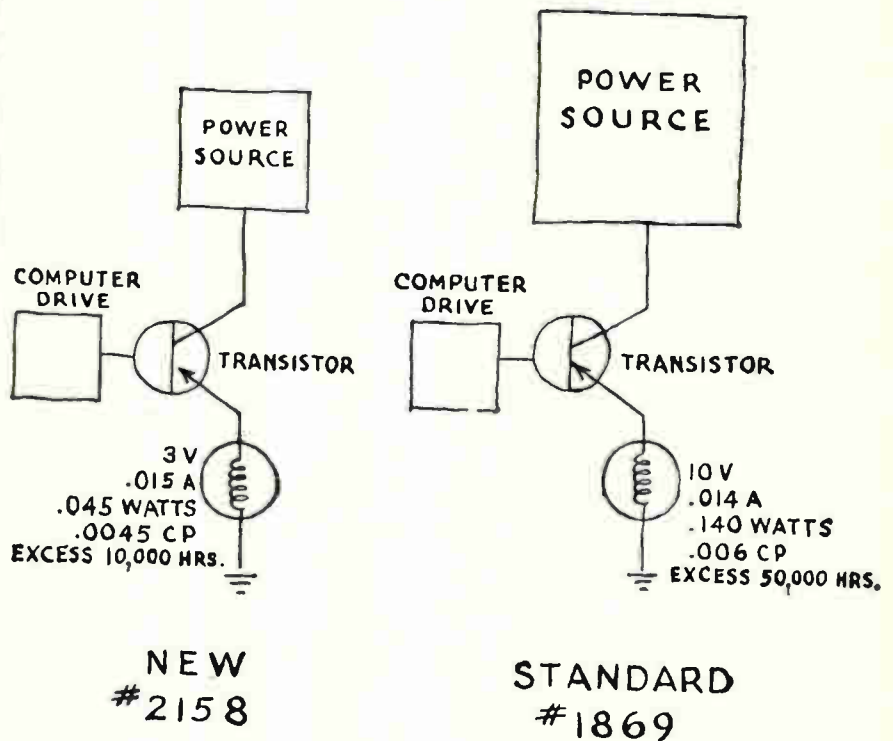 POWER
SOURCE
COMPUTER
DRIVE
TRANSISTOR
3 V
.015 A
.045 WATTS
.0045 CP
EXCESS 10,000 HRS.
NEW
#2158
POWER
SOURCE
COMPUTER
DRIVE
TRANSISTOR
10 V
.014 A
.140 WATTS
.006 CP
EXCESS 50,000 HRS.
STANDARD
#1869